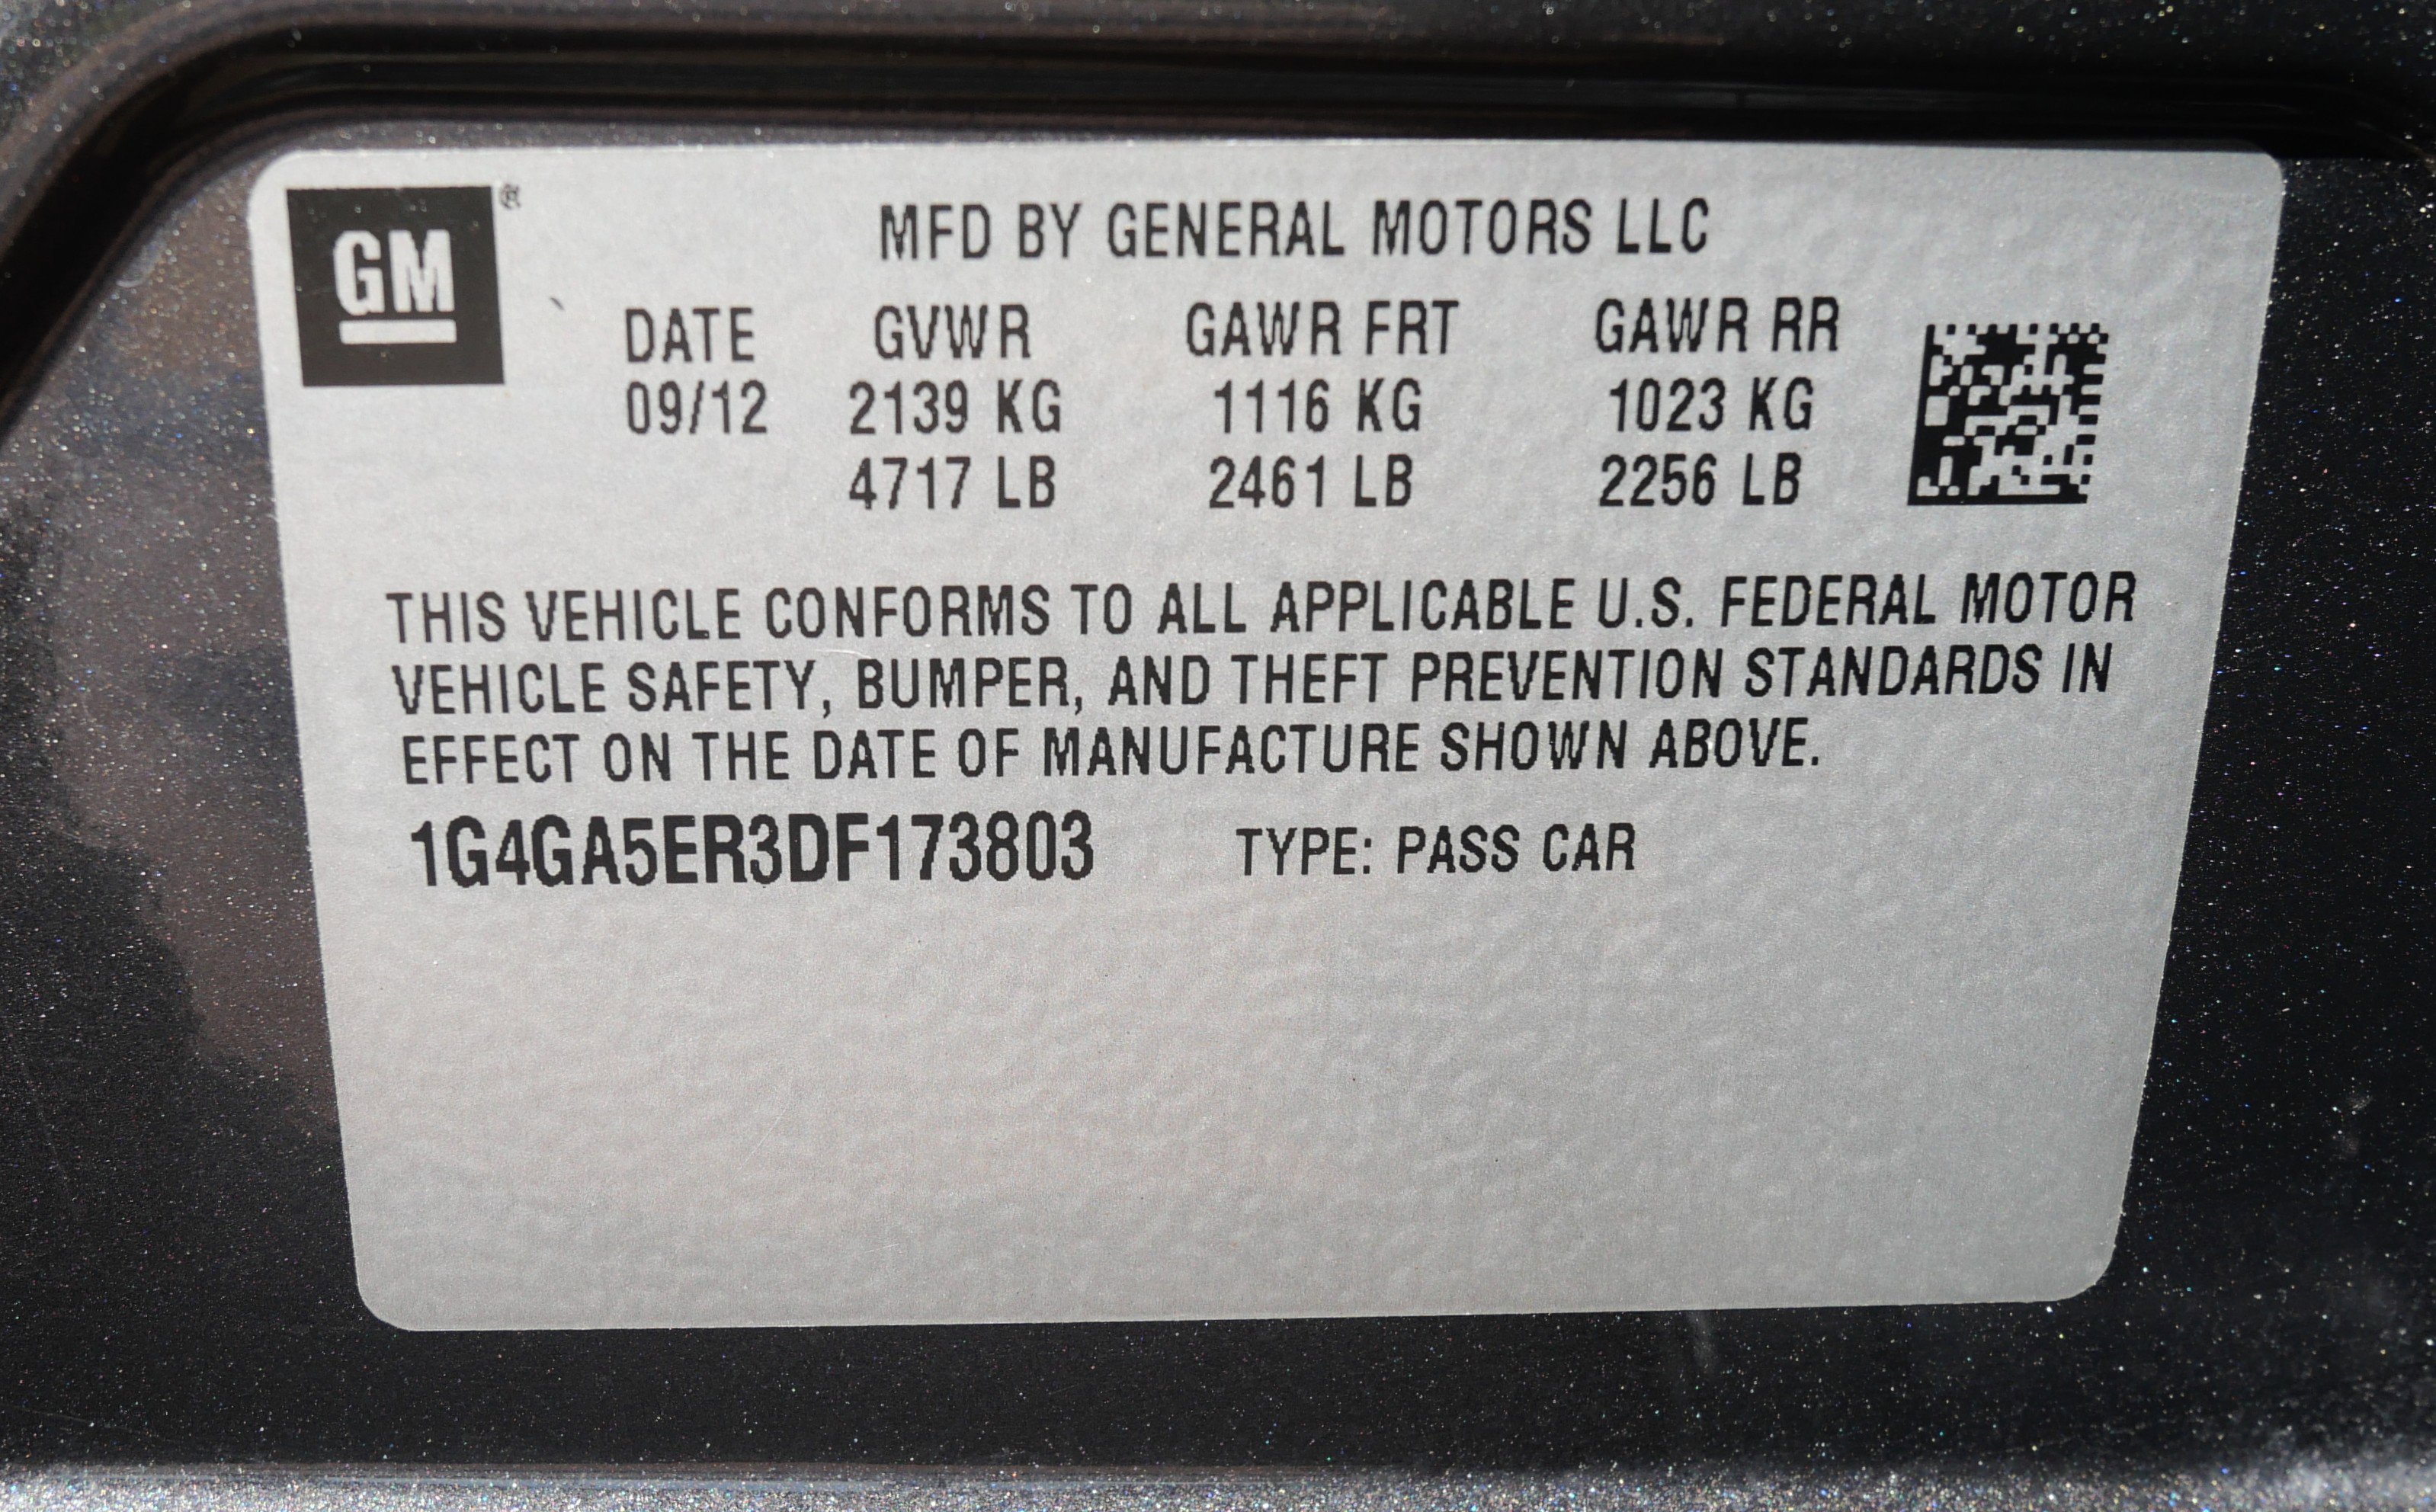 GM®
MFD BY GENERAL MOTORS LLC
DATE GVWR GAWR FRT GAWR RR
09/12 2139 KG 1116 KG 1023 KG
4717 LB 2461 LB 2256 LB
THIS VEHICLE CONFORMS TO ALL APPLICABLE U.S. FEDERAL MOTOR
VEHICLE SAFETY, BUMPER, AND THEFT PREVENTION STANDARDS IN
EFFECT ON THE DATE OF MANUFACTURE SHOWN ABOVE.
1G4GA5ER3DF173803 TYPE: PASS CAR